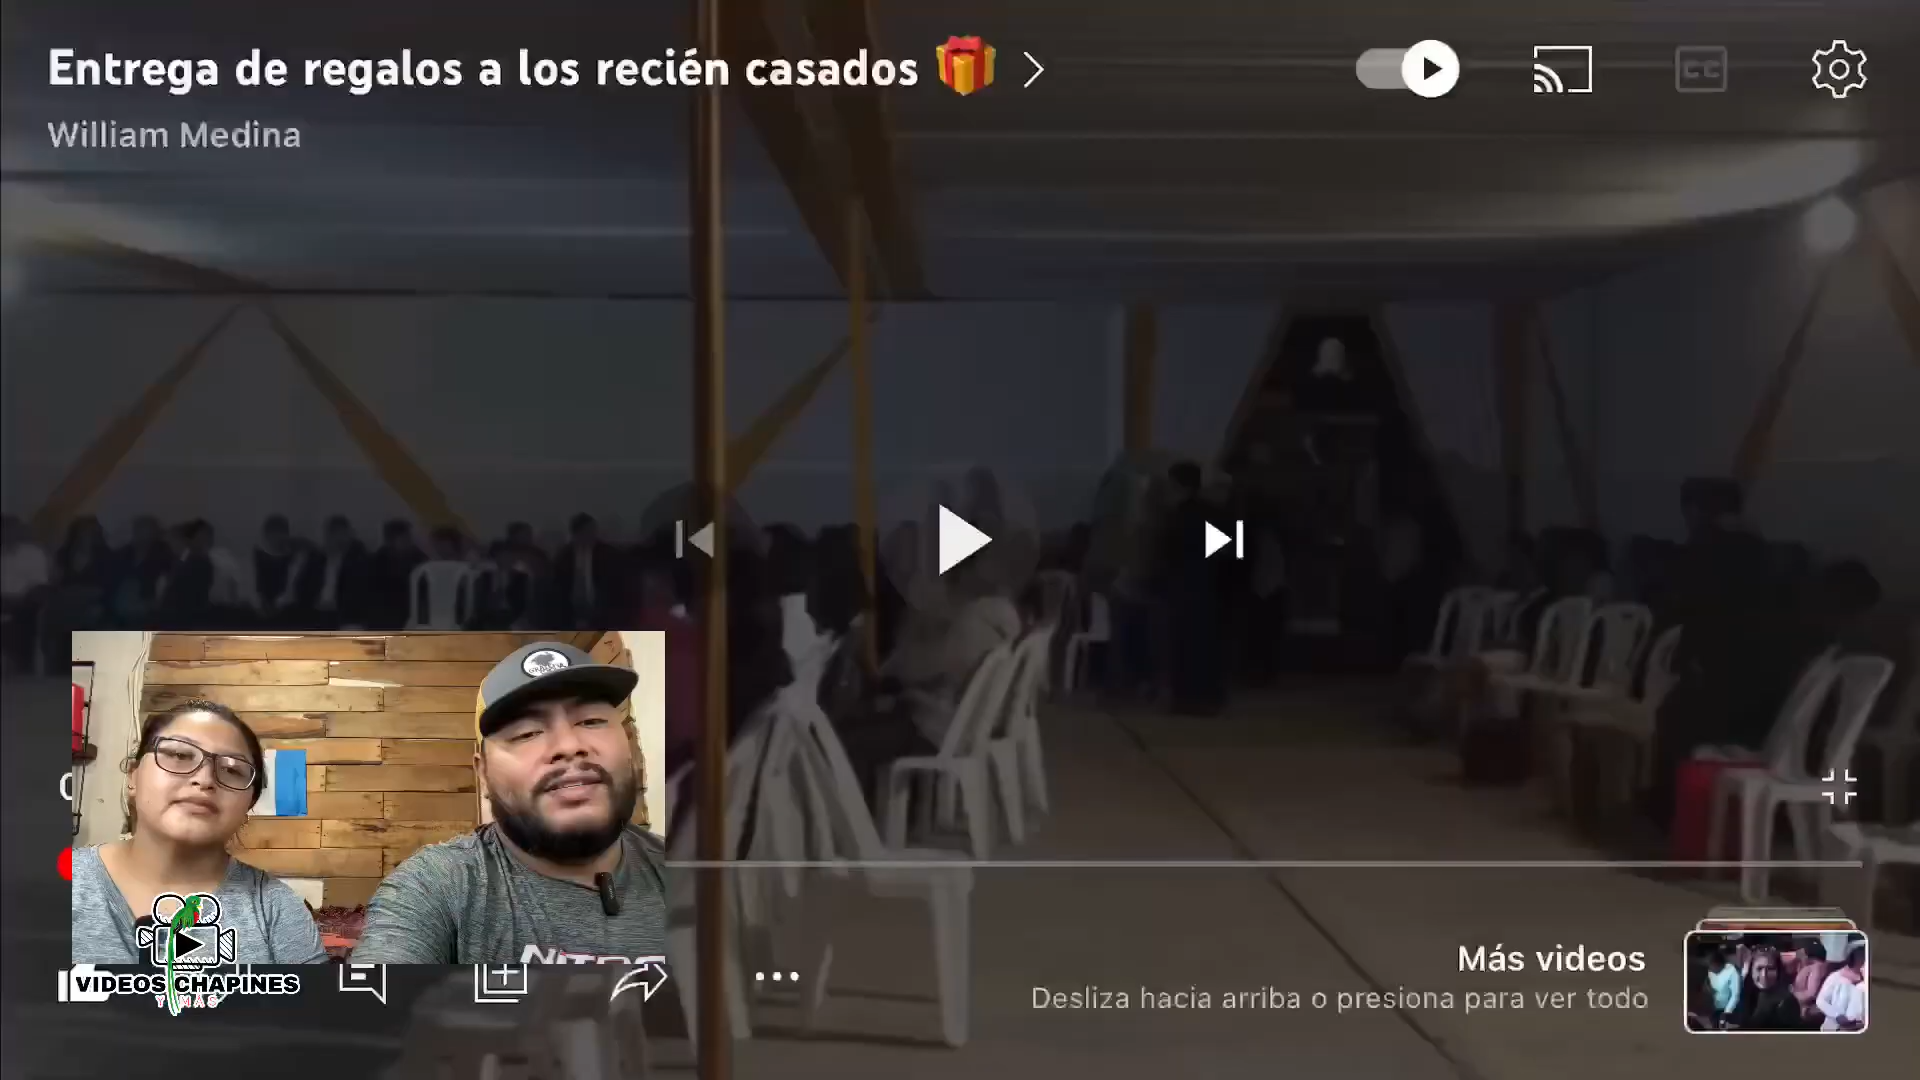 Entrega de regalos a los recién casados
William Medina
CC
VIDEOS CHAPINES
Y MÁS
Más videos
Desliza hacia arriba o presiona para ver todo